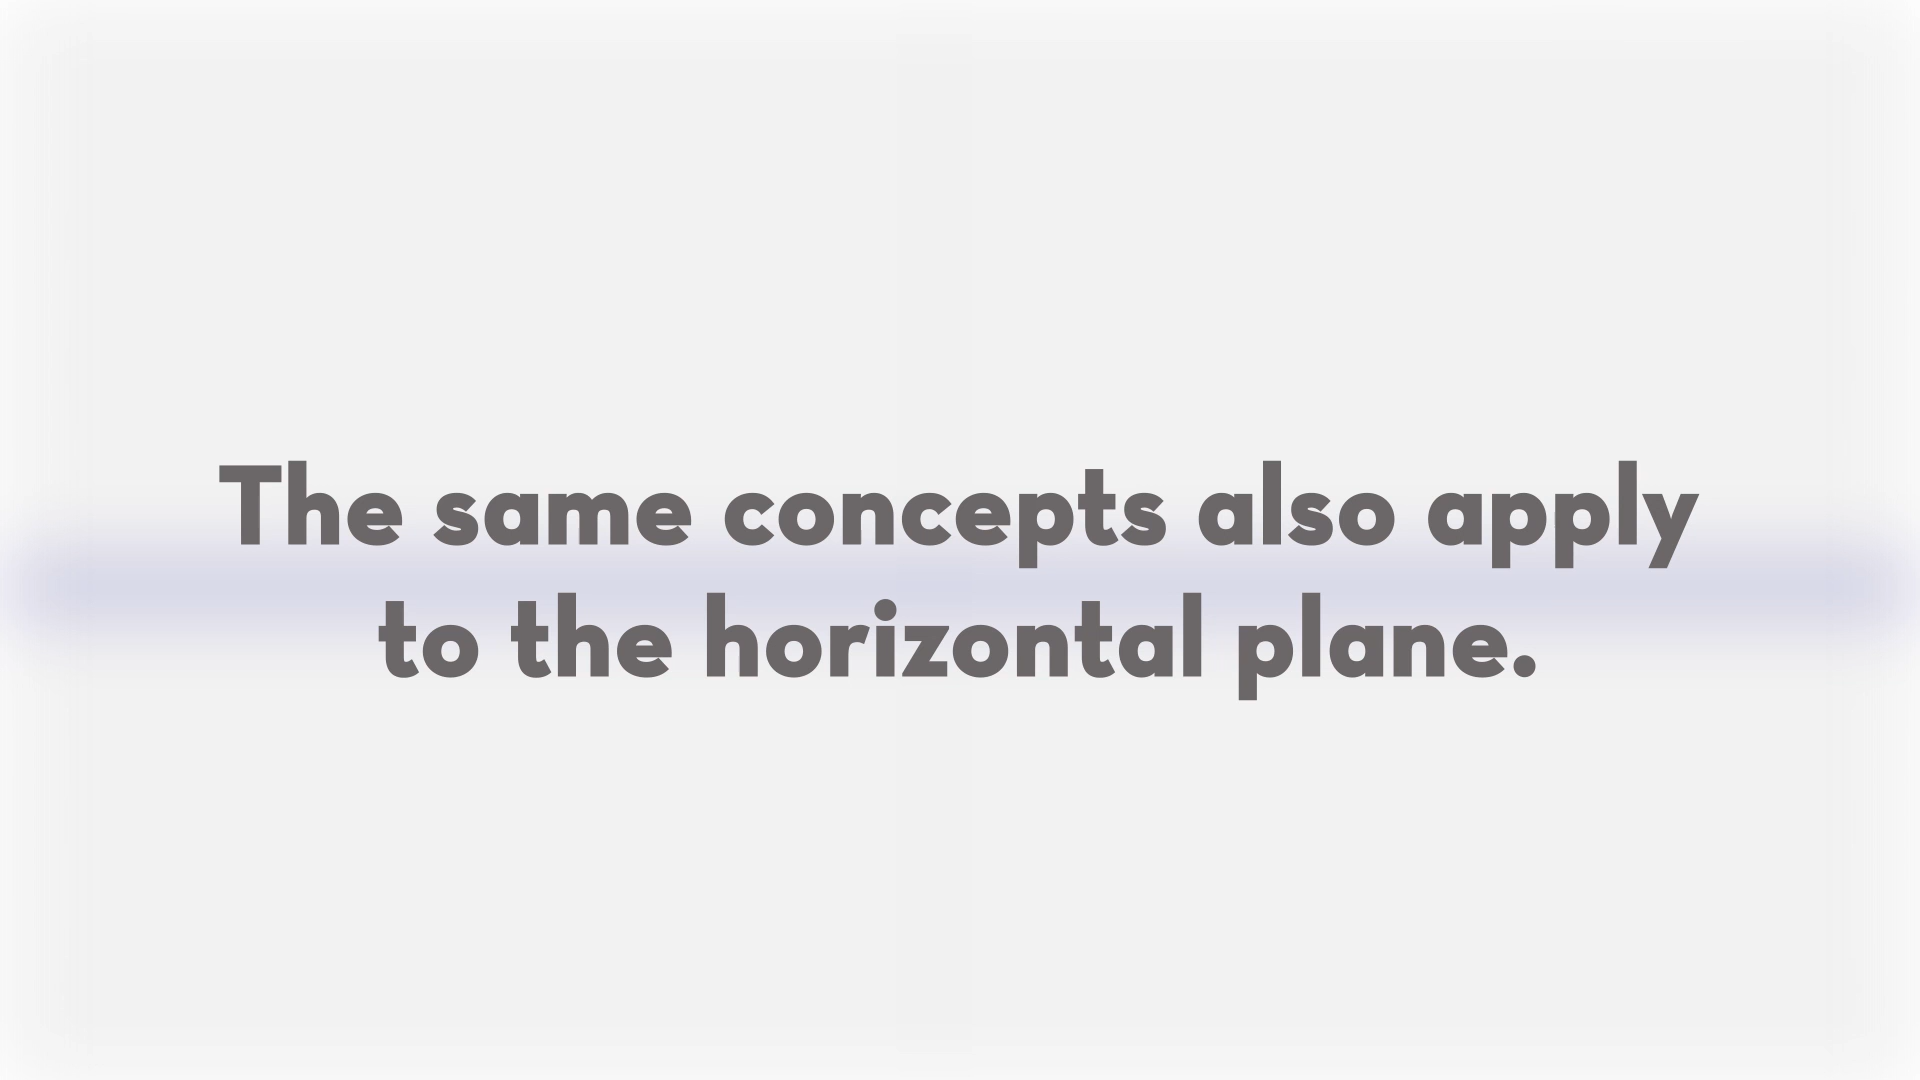 The same concepts also apply
to the horizontal plane.